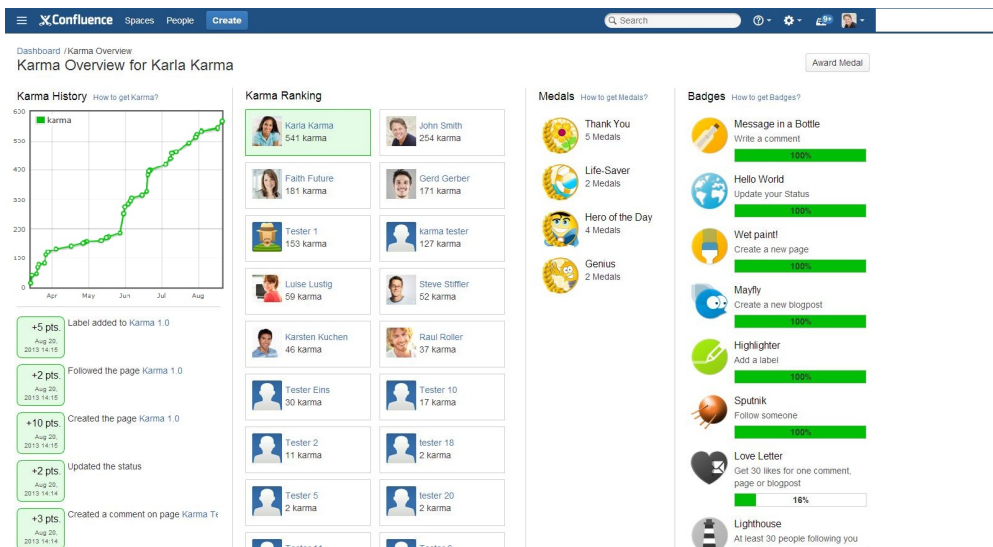 Confluence Spaces People Create Search 9+
Dashboard / Karma Overview
Karma Overview for Karla Karma
Award Medal
Karma History How to get Karma?
600
500
400
300
200
100
0
karma
Apr May Jun Jul Aug
+5 pts.
Aug 20,
2013 14:15
Label added to Karma 1.0
+2 pts.
Aug 20,
2013 14:15
Followed the page Karma 1.0
+10 pts.
Aug 20,
2013 14:15
Created the page Karma 1.0
+2 pts.
Aug 20,
2013 14:14
Updated the status
+3 pts.
Aug 20,
2013 14:14
Created a comment on page Karma Te
Karma Ranking
Karla Karma
541 karma
John Smith
254 karma
Faith Future
181 karma
Gerd Gerber
171 karma
Tester 1
153 karma
karma tester
127 karma
Luise Lustig
59 karma
Steve Stiffler
52 karma
Karsten Kuchen
46 karma
Raul Roller
37 karma
Tester Eins
30 karma
Tester 10
17 karma
Tester 2
11 karma
tester 18
2 karma
Tester 5
2 karma
tester 20
2 karma
Medals How to get Medals?
Thank You
5 Medals
Life-Saver
2 Medals
Hero of the Day
4 Medals
Genius
2 Medals
Badges How to get Badges?
Message in a Bottle
Write a comment
100%
Hello World
Update your Status
100%
Wet paint!
Create a new page
100%
Mayfly
Create a new blogpost
100%
Highlighter
Add a label
100%
Sputnik
Follow someone
100%
Love Letter
Get 30 likes for one comment,
page or blogpost
16%
Lighthouse
At least 30 people following you